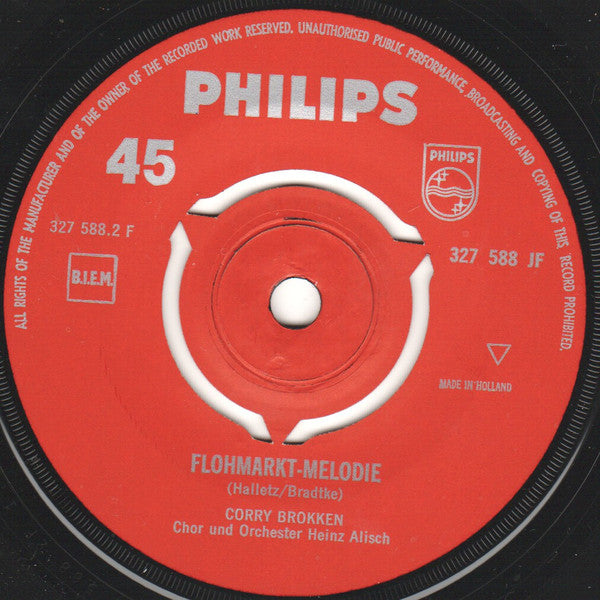 ALL RIGHTS OF THE MANUFACTURER AND OF THE OWNER OF THE RECORDED WORK RESERVED. UNAUTHORISED PUBLIC PERFORMANCE, BROADCASTING AND COPYING OF THIS RECORD PROHIBITED.
PHILIPS
45
PHILIPS
327 588.2 F
327 588 JF
B.I.E.M.
MADE IN HOLLAND
FLOHMARKT-MELODIE
(Halletz/Bradtke)
CORRY BROKKEN
Chor und Orchester Heinz Alisch